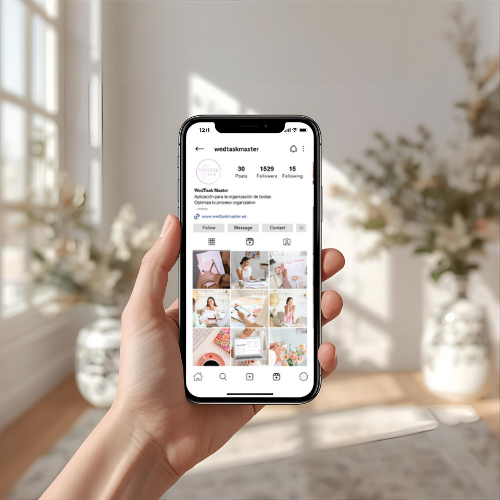 12:41
wedtaskmaster
30 1529 15
Posts Followers Following
WedTask Master
Aplicación para la organización de bodas
Optimiza tu proceso organizativo
www.wedtaskmaster.es
Follow Message Contact